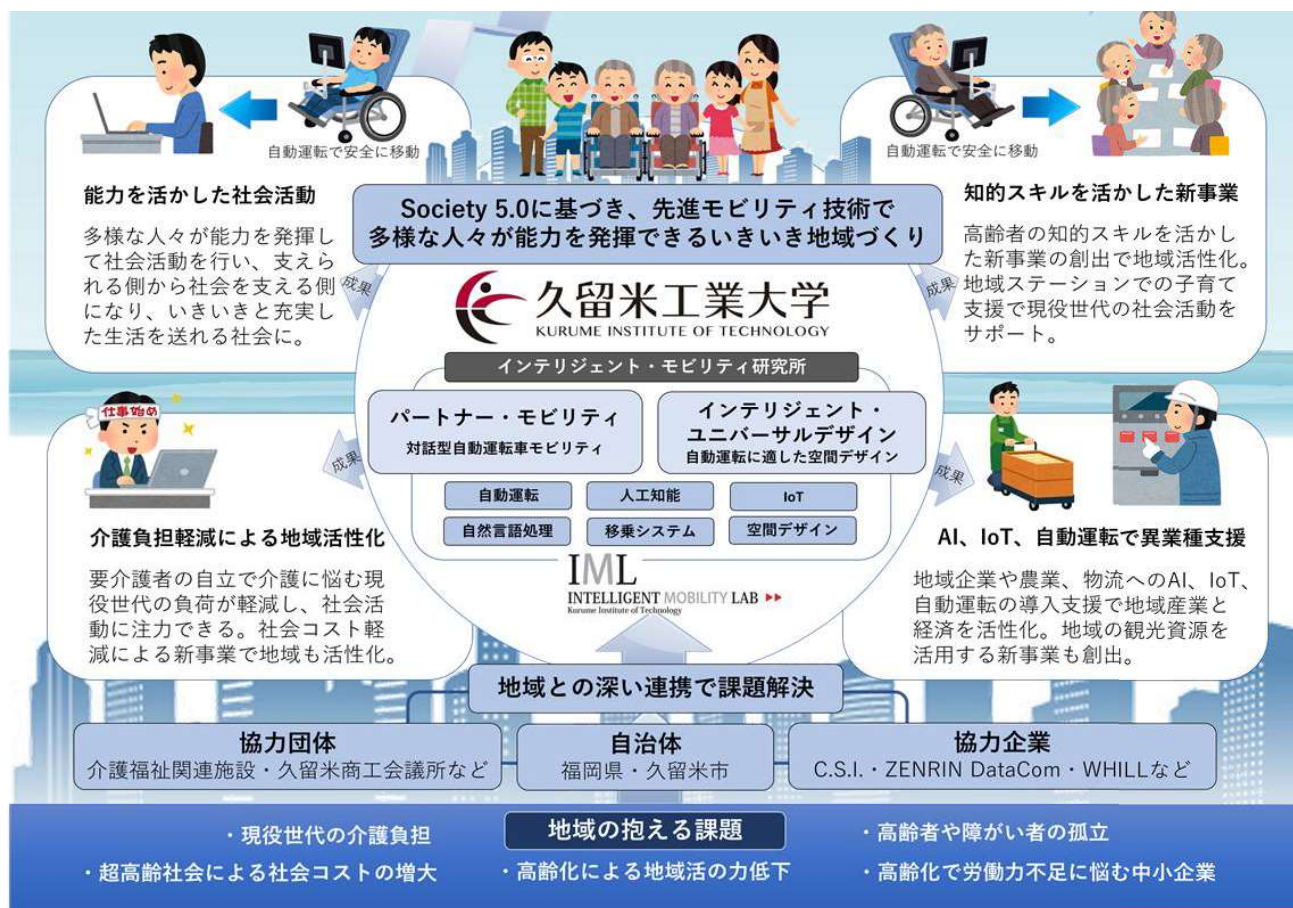 自動運転で安全に移動
能力を活かした社会活動
多様な人々が能力を発揮し
て社会活動を行い、支えら
れる側から社会を支える側
になり、いきいきと充実し
た生活を送れる社会に。
自動運転で安全に移動
知的スキルを活かした新事業
高齢者の知的スキルを活かし
た新事業の創出で地域活性化。
地域ステーションでの子育て
支援で現役世代の社会活動を
サポート。
Society 5.0に基づき、先進モビリティ技術で
多様な人々が能力を発揮できるいきいき地域づくり
成果
成果
久留米工業大学
KURUME INSTITUTE OF TECHNOLOGY
インテリジェント・モビリティ研究所
パートナー・モビリティ
対話型自動運転車モビリティ
インテリジェント・
ユニバーサルデザイン
自動運転に適した空間デザイン
自動運転
人工知能
IoT
自然言語処理
移乗システム
空間デザイン
IML
INTELLIGENT MOBILITY LAB
Kurume Institute of Technology
成果
成果
仕事始め
介護負担軽減による地域活性化
要介護者の自立で介護に悩む現
役世代の負荷が軽減し、社会活
動に注力できる。社会コスト軽
減による新事業で地域も活性化。
AI、IoT、自動運転で異業種支援
地域企業や農業、物流へのAI、IoT、
自動運転の導入支援で地域産業と
経済を活性化。地域の観光資源を
活用する新事業も創出。
地域との深い連携で課題解決
協力団体
介護福祉関連施設・久留米商工会議所など
自治体
福岡県・久留米市
協力企業
C.S.I.・ZENRIN DataCom・WHILLなど
地域の抱える課題
・現役世代の介護負担
・高齢者や障がい者の孤立
・超高齢社会による社会コストの増大
・高齢化による地域活の力低下
・高齢化で労働力不足に悩む中小企業